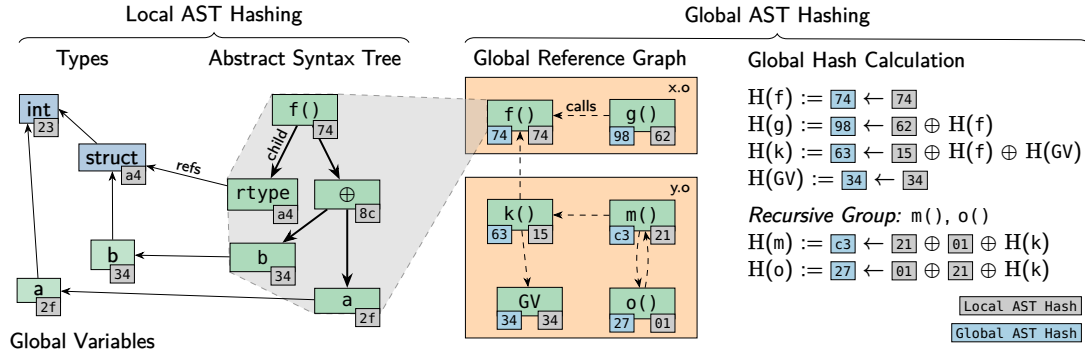 Local AST Hashing
Global AST Hashing
Types
Abstract Syntax Tree
Global Reference Graph
Global Hash Calculation
int
23
struct
a4
refs
b
34
a
2f
Global Variables
f()
74
child
rtype
a4
⊕
8c
b
34
a
2f
x.o
f()
74 74
calls
g()
98 62
y.o
k()
63 15
m()
c3 21
GV
34 34
o()
27 01
H(f) := 74 ← 74
H(g) := 98 ← 62 ⊕ H(f)
H(k) := 63 ← 15 ⊕ H(f) ⊕ H(GV)
H(GV) := 34 ← 34
Recursive Group: m(), o()
H(m) := c3 ← 21 ⊕ 01 ⊕ H(k)
H(o) := 27 ← 01 ⊕ 21 ⊕ H(k)
Local AST Hash
Global AST Hash